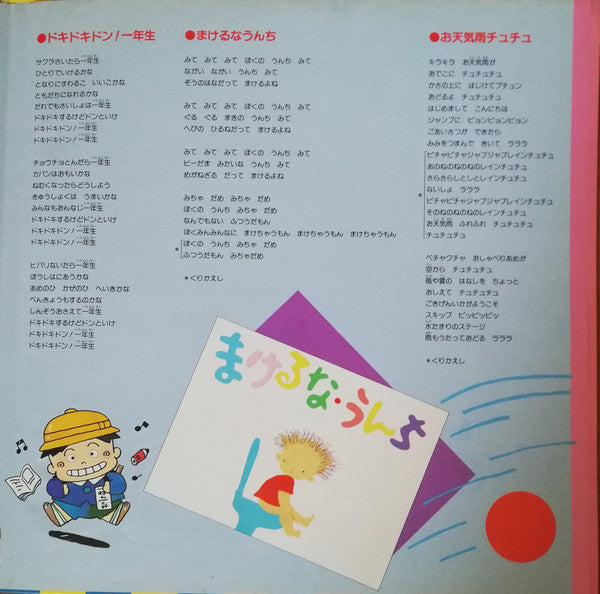 ●ドキドキドン！一年生
サクラさいたら一年生
ひとりでいけるかな
となりにすわるこ いいこかな
ともだちになれるかな
だれでもさいしょは一年生
ドキドキするけどドンといけ
ドキドキドン！一年生
ドキドキドン！一年生
チョウチョとんだら一年生
カバンはおもいかな
ねむくなったらどうしよう
きゅうしょくは うまいかな
みんなもおんなじ一年生
ドキドキするけどドンといけ
ドキドキドン！一年生
ドキドキドン！一年生
ヒバリないたら一年生
ぼうしはにあうかな
あめのひ かぜのひ へいきかな
べんきょうもするのかな
しんぞうおさえて一年生
ドキドキするけどドンといけ
ドキドキドン！一年生
ドキドキドン！一年生
●まけるなうんち
みて みて みて ぼくの うんち みて
ながい ながい うんち みて
ぞうのはなだって まけるよね
みて みて みて ぼくの うんち みて
ぐる ぐる まきの うんち みて
へびの ひるねだって まけるよね
みて みて みて ぼくの うんち みて
ビーだま みたいな うんち みて
めがねざる だって まけるよね
みちゃ だめ みちゃ だめ
ぼくの うんち みちゃ だめ
なんでもない ふつうだもん
ぼくみんみんなに まけちゃうもん まけちゃうもん まけちゃうもん
ぼくの うんち みちゃ だめ
＊ふつうだもん みちゃだめ
＊くりかえし
●お天気雨チュチュ
キラキラ お天気雨が
おでこに チュチュチュ
かさの上に はじけてプチュン
おどるよ チュチュチュ
はじめまして こんにちは
ジャンプに ピョンピョンピョン
ごあいさつが できたら
みみをつまんで きいて ラララ
ピチャピチャジャブジャブレインチュチュ
あのねのねのねのレインチュチュ
さらさらしとしとレインチュチュ
ないしょ ラララ
＊ピチャピチャジャブジャブレインチュチュ
そのねのねのねのレインチュチュ
お天気雨 ふれふれ チュチュチュ
チュチュチュ
ペチャクチャ おしゃべりあめが
空から チュチュチュ
風や雲の はなしを ちょっと
おしえて チュチュチュ
ごきげんいかがようこそ
スキップ ピッピッピッ
水たまりのステージ
雨もうたっておどる ラララ
＊くりかえし
まけるな・うんち